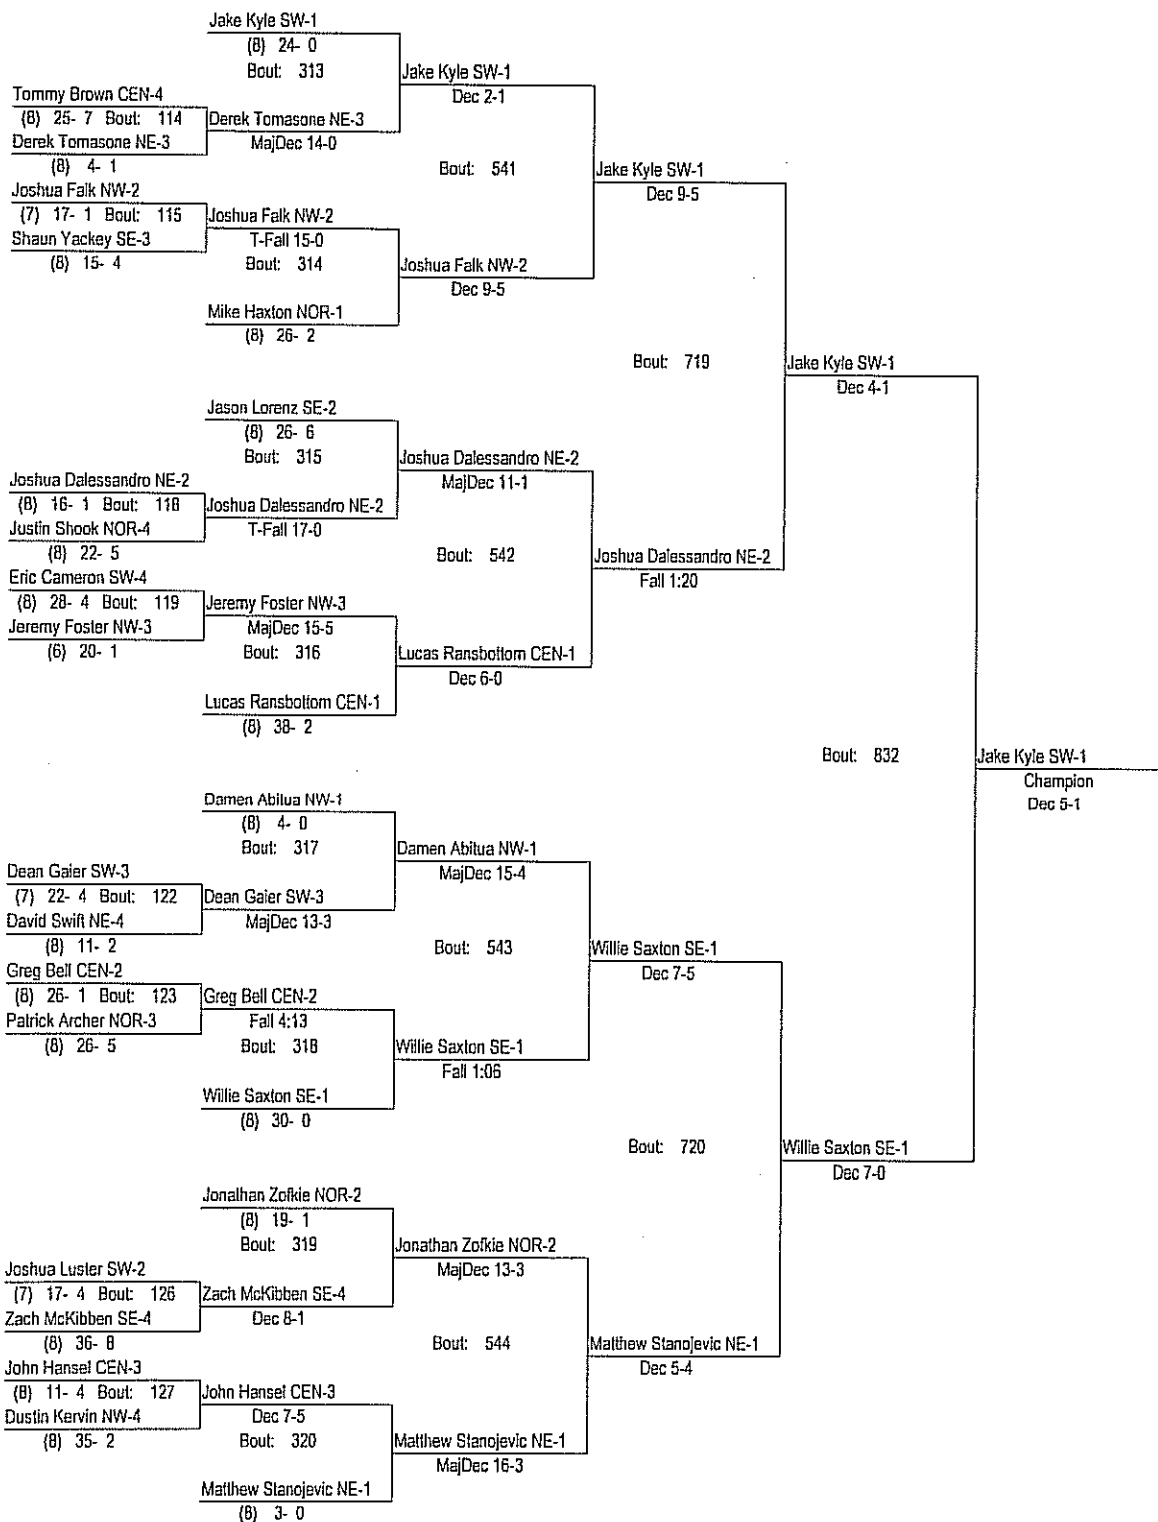 Jake Kyle SW-1
(8) 24- 0
Bout: 313
Jake Kyle SW-1
Dec 2-1
Tommy Brown CEN-4
(8) 25- 7 Bout: 114
Derek Tomasone NE-3
MajDec 14-0
Derek Tomasone NE-3
(8) 4- 1
Bout: 541
Jake Kyle SW-1
Dec 9-5
Joshua Falk NW-2
(7) 17- 1 Bout: 115
Joshua Falk NW-2
T-Fall 15-0
Shaun Yackey SE-3
(8) 15- 4
Bout: 314
Joshua Falk NW-2
Dec 9-5
Mike Haxton NOR-1
(8) 26- 2
Bout: 719
Jake Kyle SW-1
Dec 4-1
Jason Lorenz SE-2
(8) 26- 6
Bout: 315
Joshua Dalessandro NE-2
MajDec 11-1
Joshua Dalessandro NE-2
(8) 16- 1 Bout: 118
Joshua Dalessandro NE-2
T-Fall 17-0
Justin Shook NOR-4
(8) 22- 5
Bout: 542
Joshua Dalessandro NE-2
Fall 1:20
Eric Cameron SW-4
(8) 28- 4 Bout: 119
Jeremy Foster NW-3
MajDec 15-5
Jeremy Foster NW-3
(6) 20- 1
Bout: 316
Lucas Ransbottom CEN-1
Dec 6-0
Lucas Ransbottom CEN-1
(8) 38- 2
Bout: 832
Jake Kyle SW-1
Champion
Dec 5-1
Damen Abitua NW-1
(8) 4- 0
Bout: 317
Damen Abitua NW-1
MajDec 15-4
Dean Gaier SW-3
(7) 22- 4 Bout: 122
Dean Gaier SW-3
MajDec 13-3
David Swift NE-4
(8) 11- 2
Bout: 543
Willie Saxton SE-1
Dec 7-5
Greg Bell CEN-2
(8) 26- 1 Bout: 123
Greg Bell CEN-2
Fall 4:13
Patrick Archer NOR-3
(8) 26- 5
Bout: 318
Willie Saxton SE-1
Fall 1:06
Willie Saxton SE-1
(8) 30- 0
Bout: 720
Willie Saxton SE-1
Dec 7-0
Jonathan Zofkie NOR-2
(8) 19- 1
Bout: 319
Jonathan Zofkie NOR-2
MajDec 13-3
Joshua Luster SW-2
(7) 17- 4 Bout: 126
Zach McKibben SE-4
Dec 8-1
Zach McKibben SE-4
(8) 36- 8
Bout: 544
Matthew Stanojevic NE-1
Dec 5-4
John Hansel CEN-3
(8) 11- 4 Bout: 127
John Hansel CEN-3
Dec 7-5
Dustin Kervin NW-4
(8) 35- 2
Bout: 320
Matthew Stanojevic NE-1
MajDec 16-3
Matthew Stanojevic NE-1
(8) 3- 0